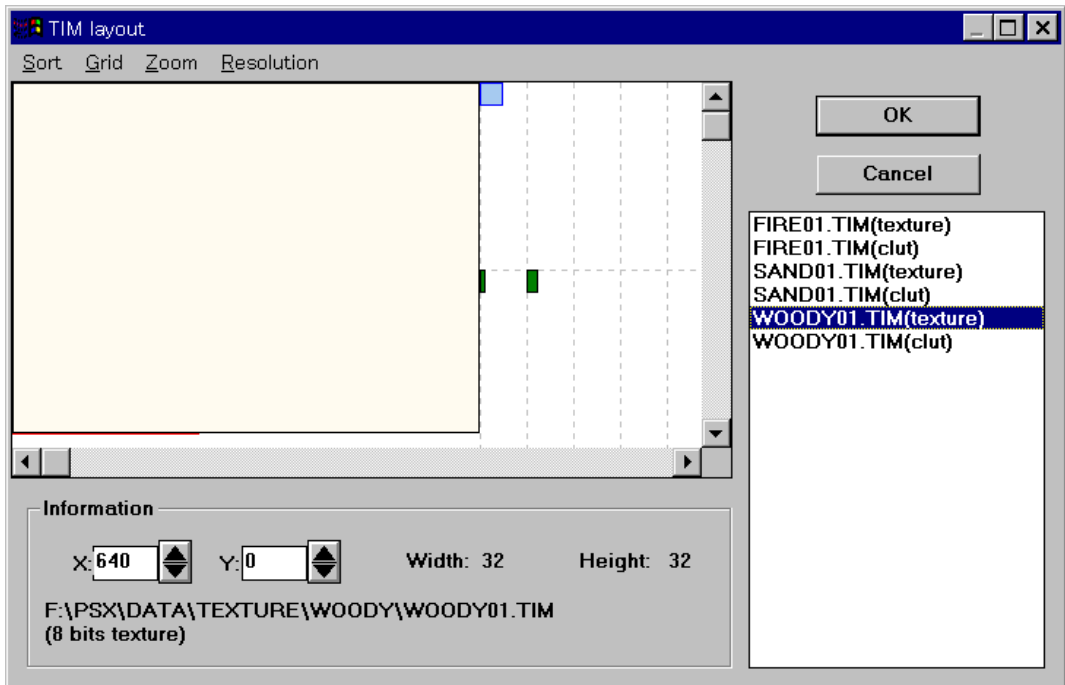 TIM layout
Sort Grid Zoom Resolution
OK
Cancel
FIRE01.TIM(texture)
FIRE01.TIM(clut)
SAND01.TIM(texture)
SAND01.TIM(clut)
WOODY01.TIM(texture)
WOODY01.TIM(clut)
Information
X: 640 Y: 0 Width: 32 Height: 32
F:\PSX\DATA\TEXTURE\WOODY\WOODY01.TIM
(8 bits texture)